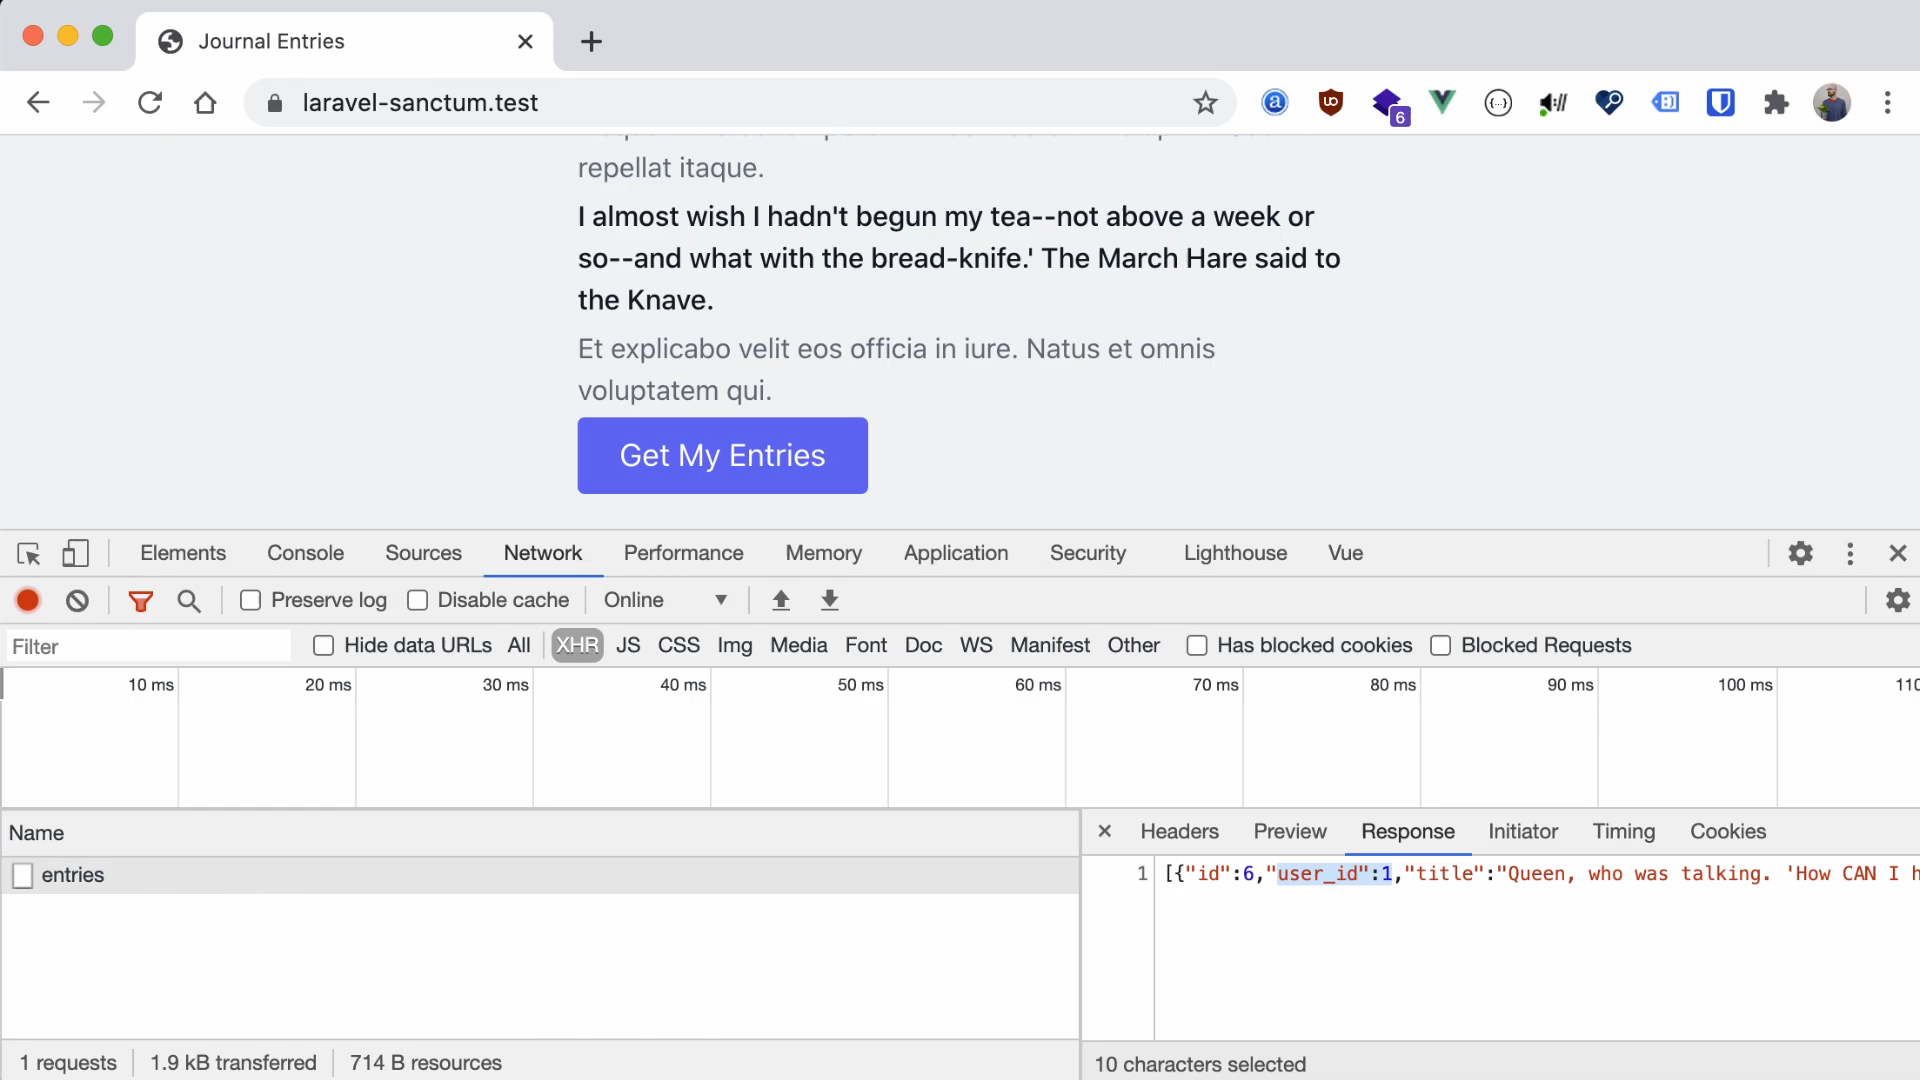 Journal Entries
laravel-sanctum.test
6
repellat itaque.
I almost wish I hadn't begun my tea--not above a week or
so--and what with the bread-knife.' The March Hare said to
the Knave.
Et explicabo velit eos officia in iure. Natus et omnis
voluptatem qui.
Get My Entries
Elements Console Sources Network Performance Memory Application Security Lighthouse Vue
Preserve log Disable cache Online
Filter Hide data URLs All XHR JS CSS Img Media Font Doc WS Manifest Other Has blocked cookies Blocked Requests
10 ms 20 ms 30 ms 40 ms 50 ms 60 ms 70 ms 80 ms 90 ms 100 ms 110
Name
entries
Headers Preview Response Initiator Timing Cookies
1 [{"id":6,"user_id":1,"title":"Queen, who was talking. 'How CAN I h
1 requests 1.9 kB transferred 714 B resources
10 characters selected